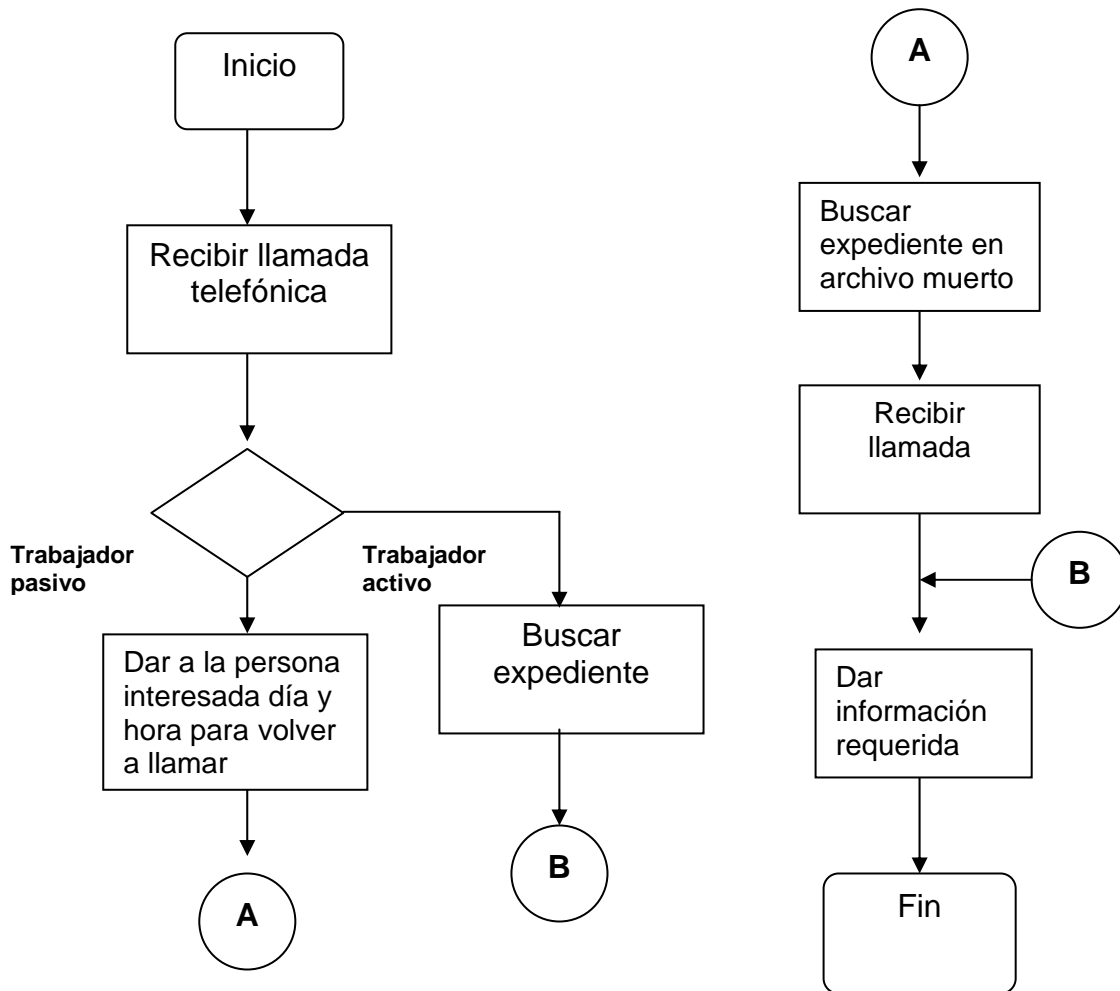 Inicio
Recibir llamada
telefónica
Trabajador
pasivo
Trabajador
activo
Dar a la persona
interesada día y
hora para volver
a llamar
Buscar
expediente
A
B
A
Buscar
expediente en
archivo muerto
Recibir
llamada
B
Dar
información
requerida
Fin